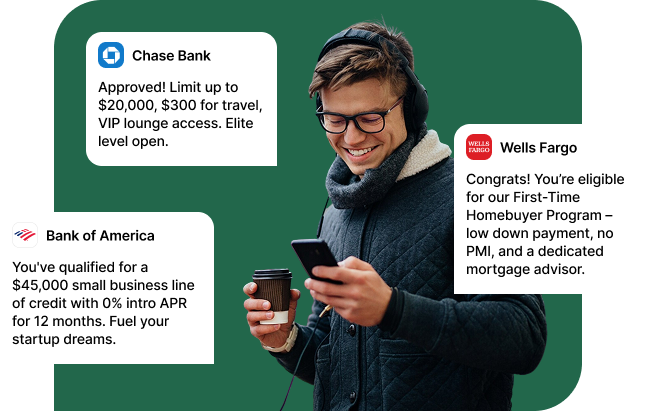 Chase Bank
Approved! Limit up to
$20,000, $300 for travel,
VIP lounge access. Elite
level open.
WELLS
FARGO
Wells Fargo
Congrats! You’re eligible
for our First-Time
Homebuyer Program –
low down payment, no
PMI, and a dedicated
mortgage advisor.
Bank of America
You've qualified for a
$45,000 small business line
of credit with 0% intro APR
for 12 months. Fuel your
startup dreams.